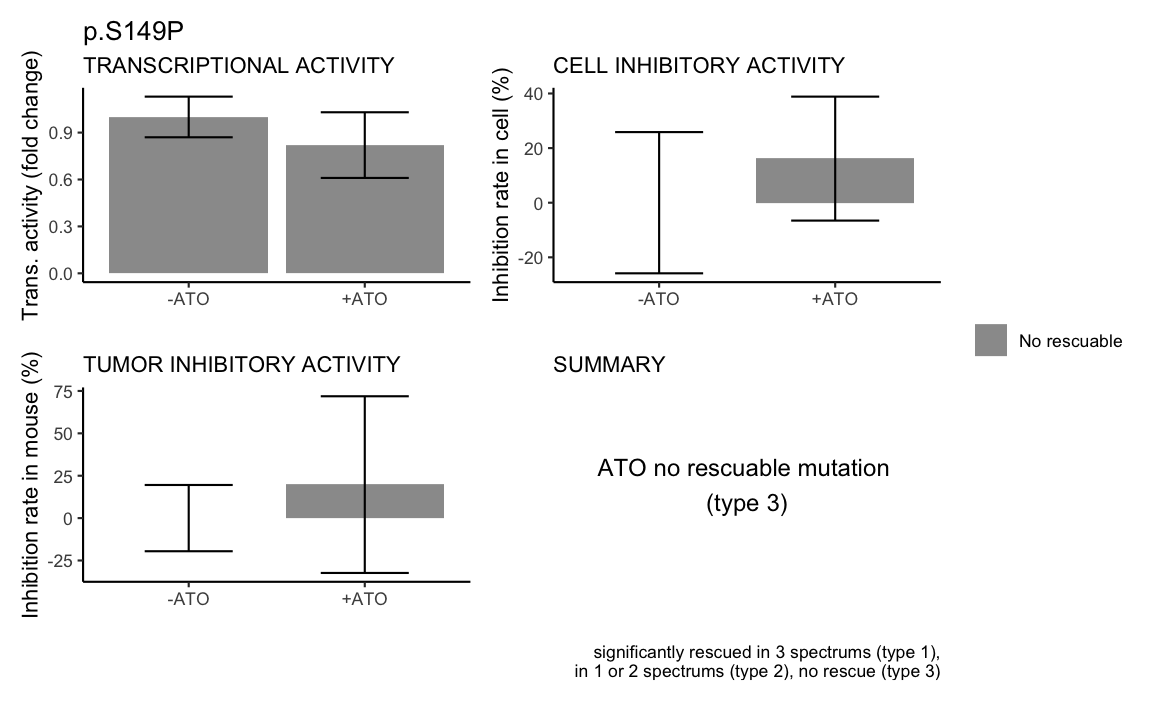 p.S149P
TRANSCRIPTIONAL ACTIVITY
Trans. activity (fold change)
0.9
0.6
0.3
0.0
-ATO
+ATO
CELL INHIBITORY ACTIVITY
Inhibition rate in cell (%)
40
20
0
-20
-ATO
+ATO
No rescuable
TUMOR INHIBITORY ACTIVITY
Inhibition rate in mouse (%)
75
50
25
0
-25
-ATO
+ATO
SUMMARY
ATO no rescuable mutation
(type 3)
significantly rescued in 3 spectrums (type 1),
in 1 or 2 spectrums (type 2), no rescue (type 3)